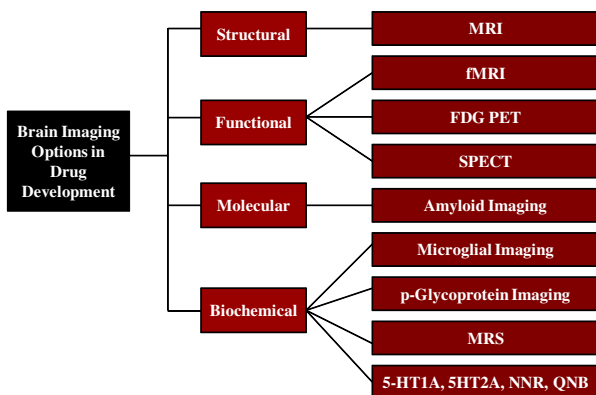 Brain Imaging
Options in
Drug
Development
Structural
MRI
Functional
fMRI
FDG PET
SPECT
Molecular
Amyloid Imaging
Biochemical
Microglial Imaging
p-Glycoprotein Imaging
MRS
5-HT1A, 5HT2A, NNR, QNB